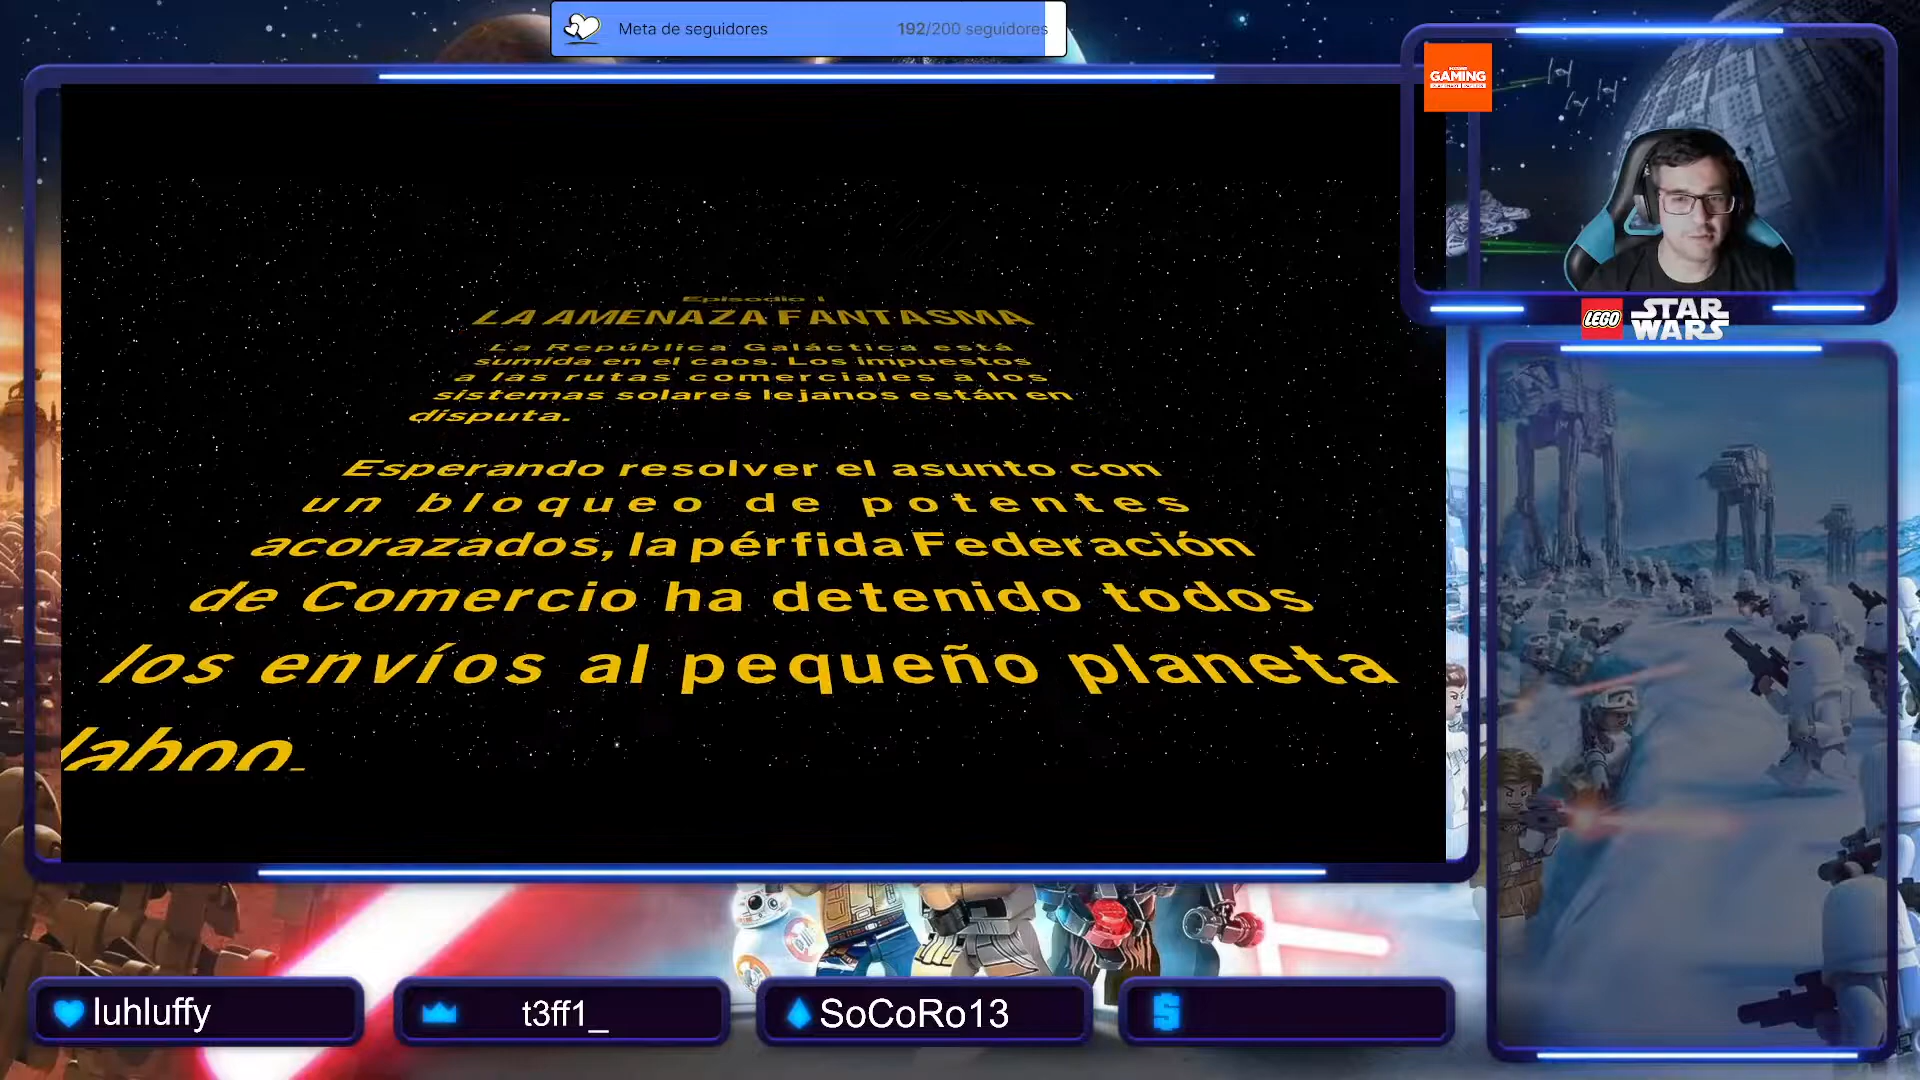 Meta de seguidores 192/200 seguidores
GAMING
LEGO STAR WARS
Episodio I
LA AMENAZA FANTASMA
La República Galáctica está
sumida en el caos. Los impuestos
a las rutas comerciales a los
sistemas solares lejanos están en
disputa.
Esperando resolver el asunto con
un bloqueo de potentes
acorazados, la pérfida Federación
de Comercio ha detenido todos
los envíos al pequeño planeta
luhluffy
t3ff1_
SoCoRo13